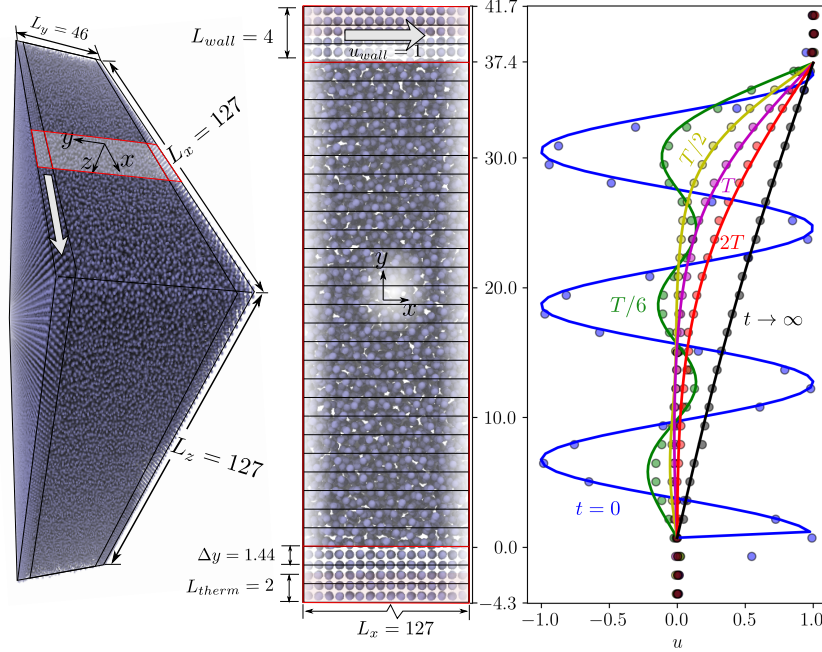 L_y = 46
L_x = 127
y
z
x
L_z = 127
L_wall = 4
u_wall = 1
y
x
Δy = 1.44
L_therm = 2
L_x = 127
41.7
37.4
30.0
20.0
10.0
0.0
−4.3
T/2
T
2T
T/6
t → ∞
t = 0
−1.0
−0.5
0.0
0.5
1.0
u